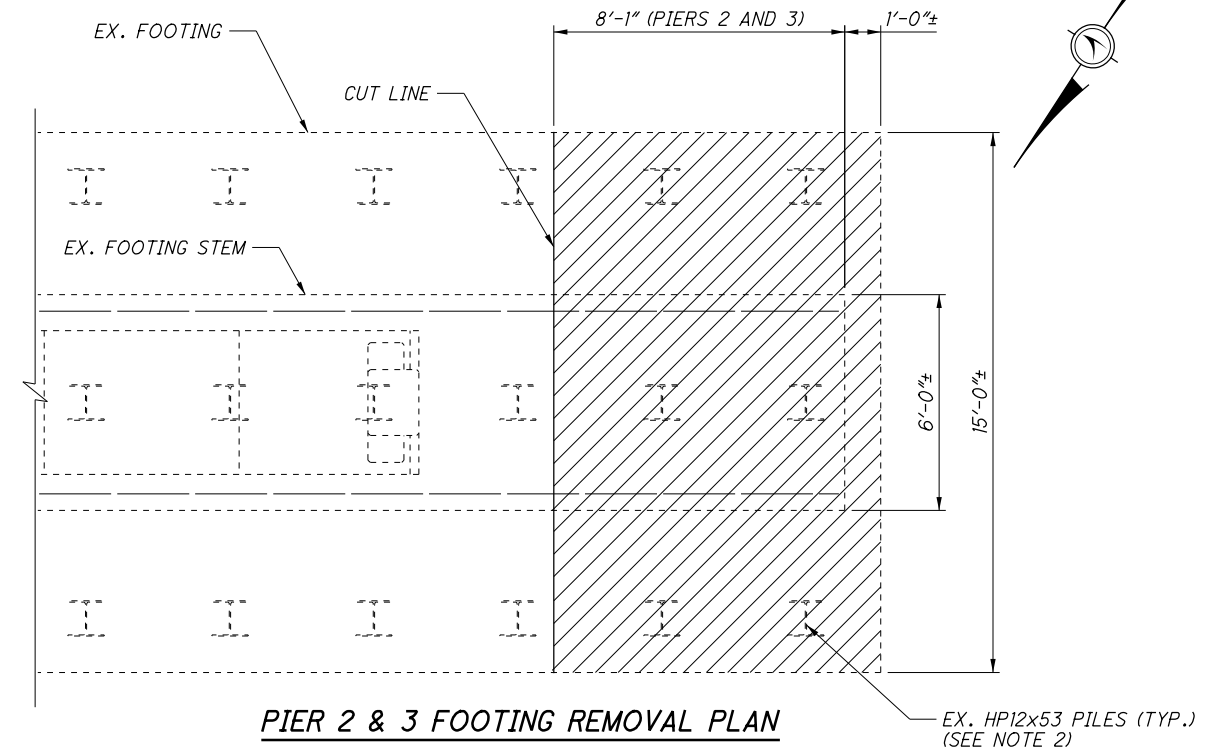 8'-1" (PIERS 2 AND 3)
1'-0"±
EX. FOOTING
CUT LINE
EX. FOOTING STEM
6'-0"±
15'-0"±
PIER 2 & 3 FOOTING REMOVAL PLAN
EX. HP12x53 PILES (TYP.)
(SEE NOTE 2)